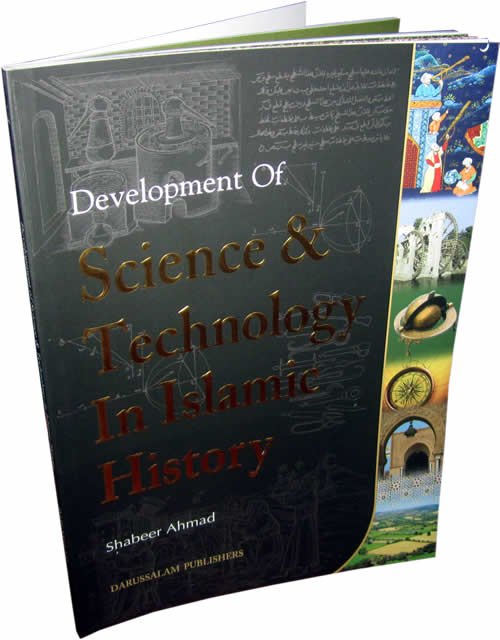 Development Of
Science &
Technology
In Islamic
History
Shabeer Ahmad
DARUSSALAM PUBLISHERS